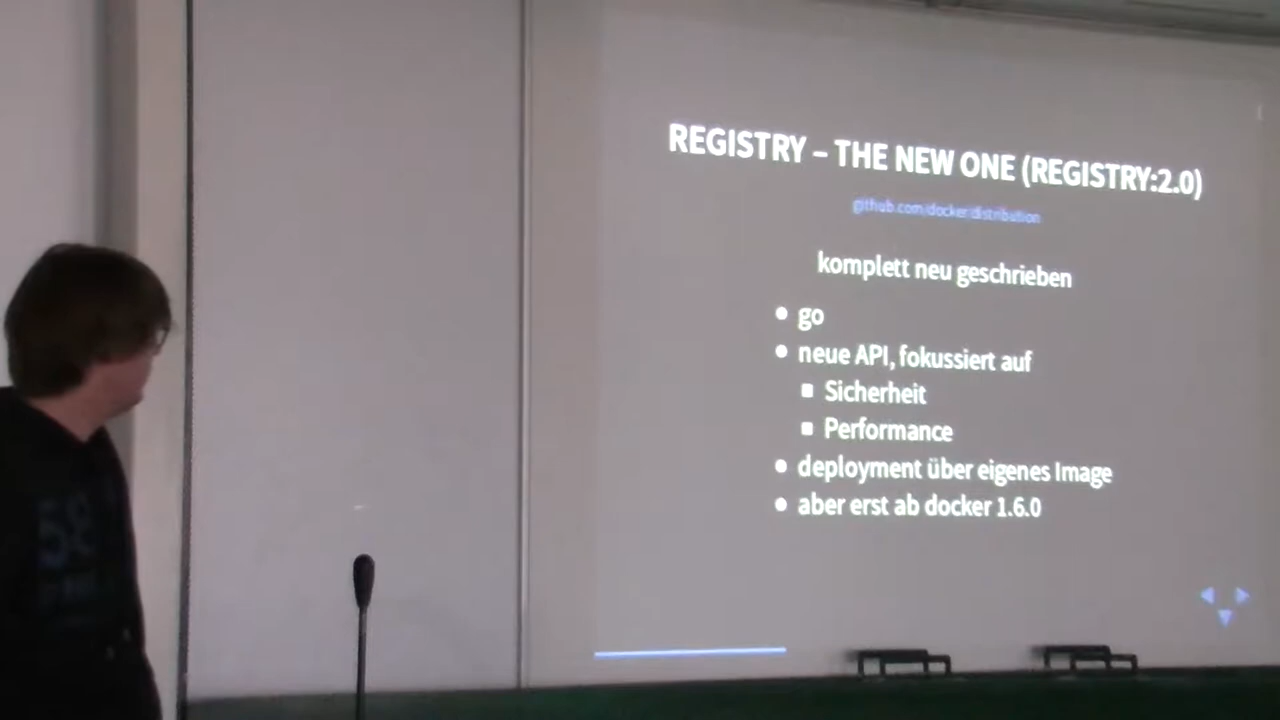 REGISTRY – THE NEW ONE (REGISTRY:2.0)
github.com/docker/distribution
komplett neu geschrieben
go
neue API, fokussiert auf
Sicherheit
Performance
deployment über eigenes Image
aber erst ab docker 1.6.0